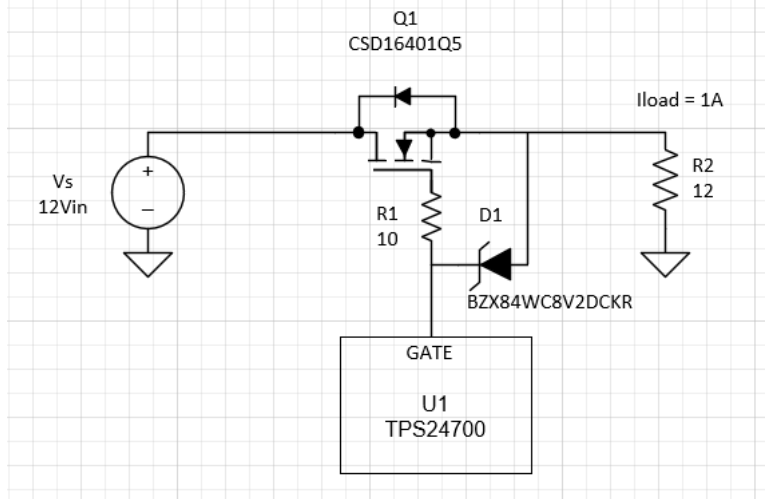 Q1
CSD16401Q5
Iload = 1A
Vs
12Vin
+
–
R1
10
D1
R2
12
BZX84WC8V2DCKR
GATE
U1
TPS24700